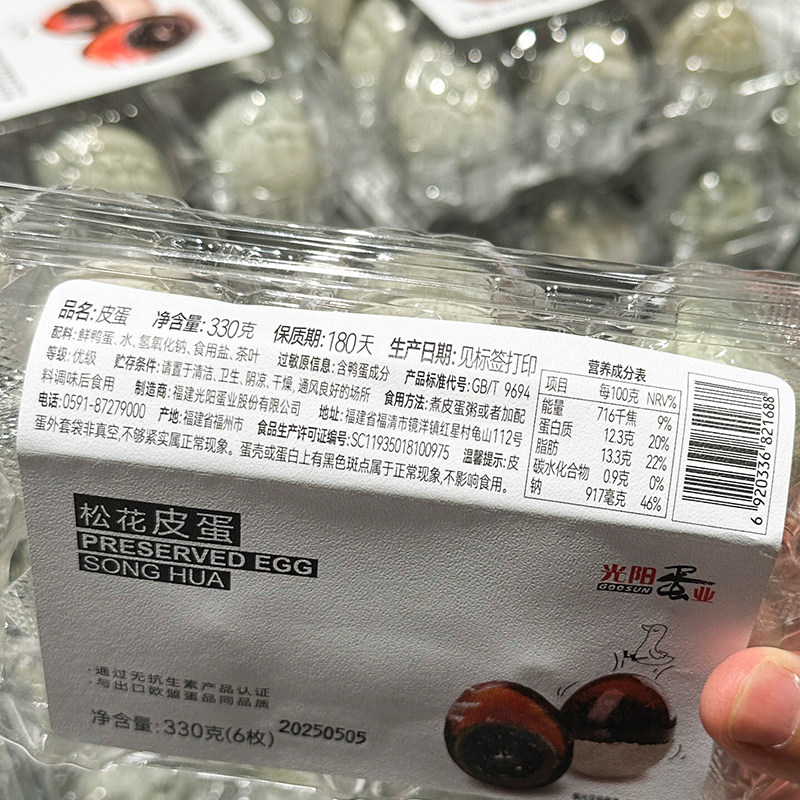 品名:皮蛋 净含量:330克 保质期:180天 生产日期:见标签打印
配料:鲜鸭蛋、水、氢氧化钠、食用盐、茶叶 过敏原信息:含鸭蛋成分 产品标准代号:GB/T 9694
等级:优级 贮存条件:请置于清洁、卫生、阴凉、干燥、通风良好的场所 食用方法:煮皮蛋粥或者加配
料调味后食用 制造商:福建光阳蛋业股份有限公司 地址:福建省福清市镜洋镇红星村龟山112号
电话:0591-87279000 产地:福建省福州市 食品生产许可证编号:SC11935018100975 温馨提示:皮
蛋外套袋非真空,不够紧实属正常现象。蛋壳或蛋白上有黑色斑点属于正常现象,不影响食用。
营养成分表
项目 每100克 NRV%
能量 716千焦 9%
蛋白质 12.3克 20%
脂肪 13.3克 22%
碳水化合物 0.9克 0%
钠 917毫克 46%
6 920336 821688
松花皮蛋
PRESERVED EGG
SONG HUA
光阳蛋业
GOOSUN
·通过无抗生素产品认证
·与出口欧盟蛋品同品质
净含量:330克(6枚) 20250505